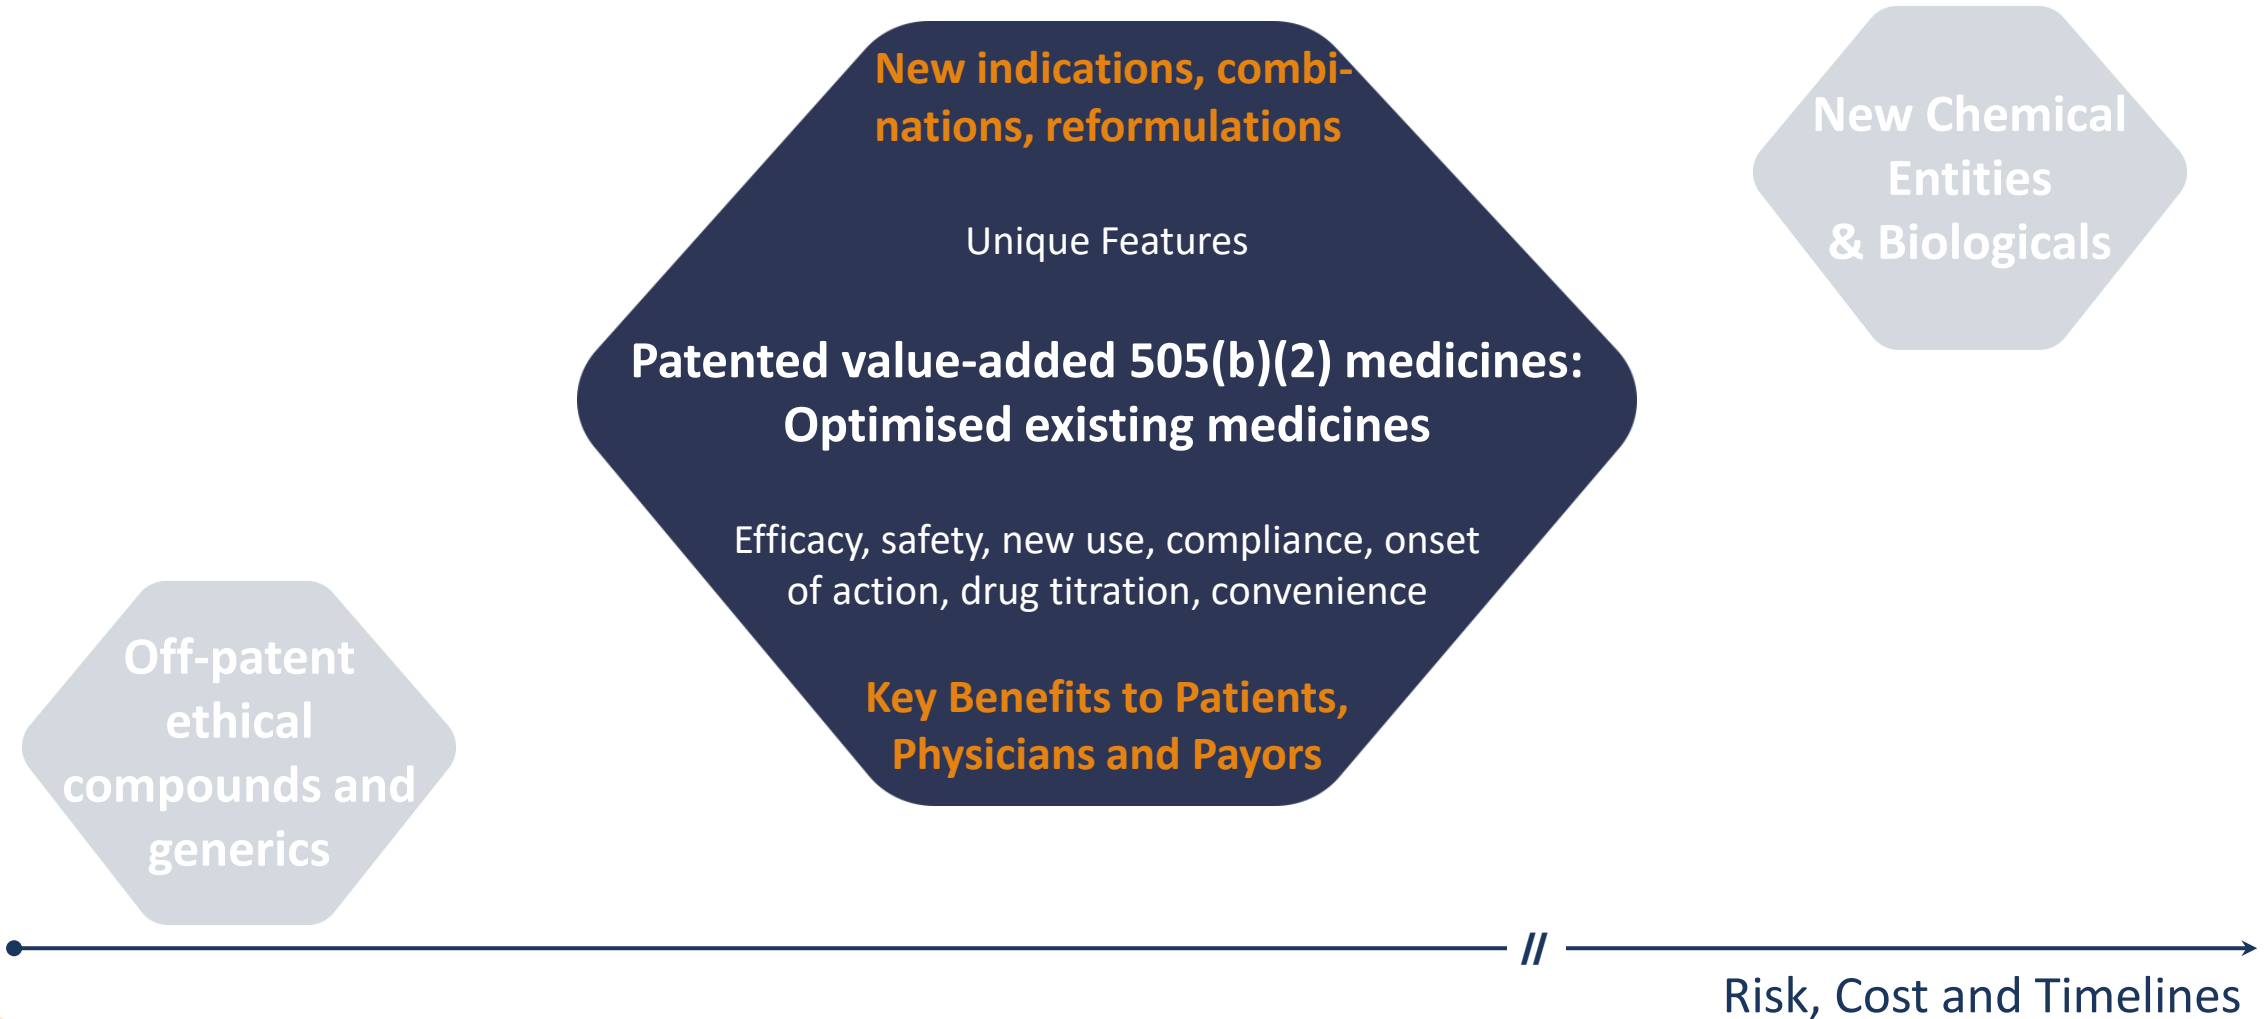 New indications, combi-
nations, reformulations
Unique Features
Patented value-added 505(b)(2) medicines:
Optimised existing medicines
Efficacy, safety, new use, compliance, onset
of action, drug titration, convenience
Key Benefits to Patients,
Physicians and Payors
New Chemical
Entities
& Biologicals
Off-patent
ethical
compounds and
generics
//
Risk, Cost and Timelines